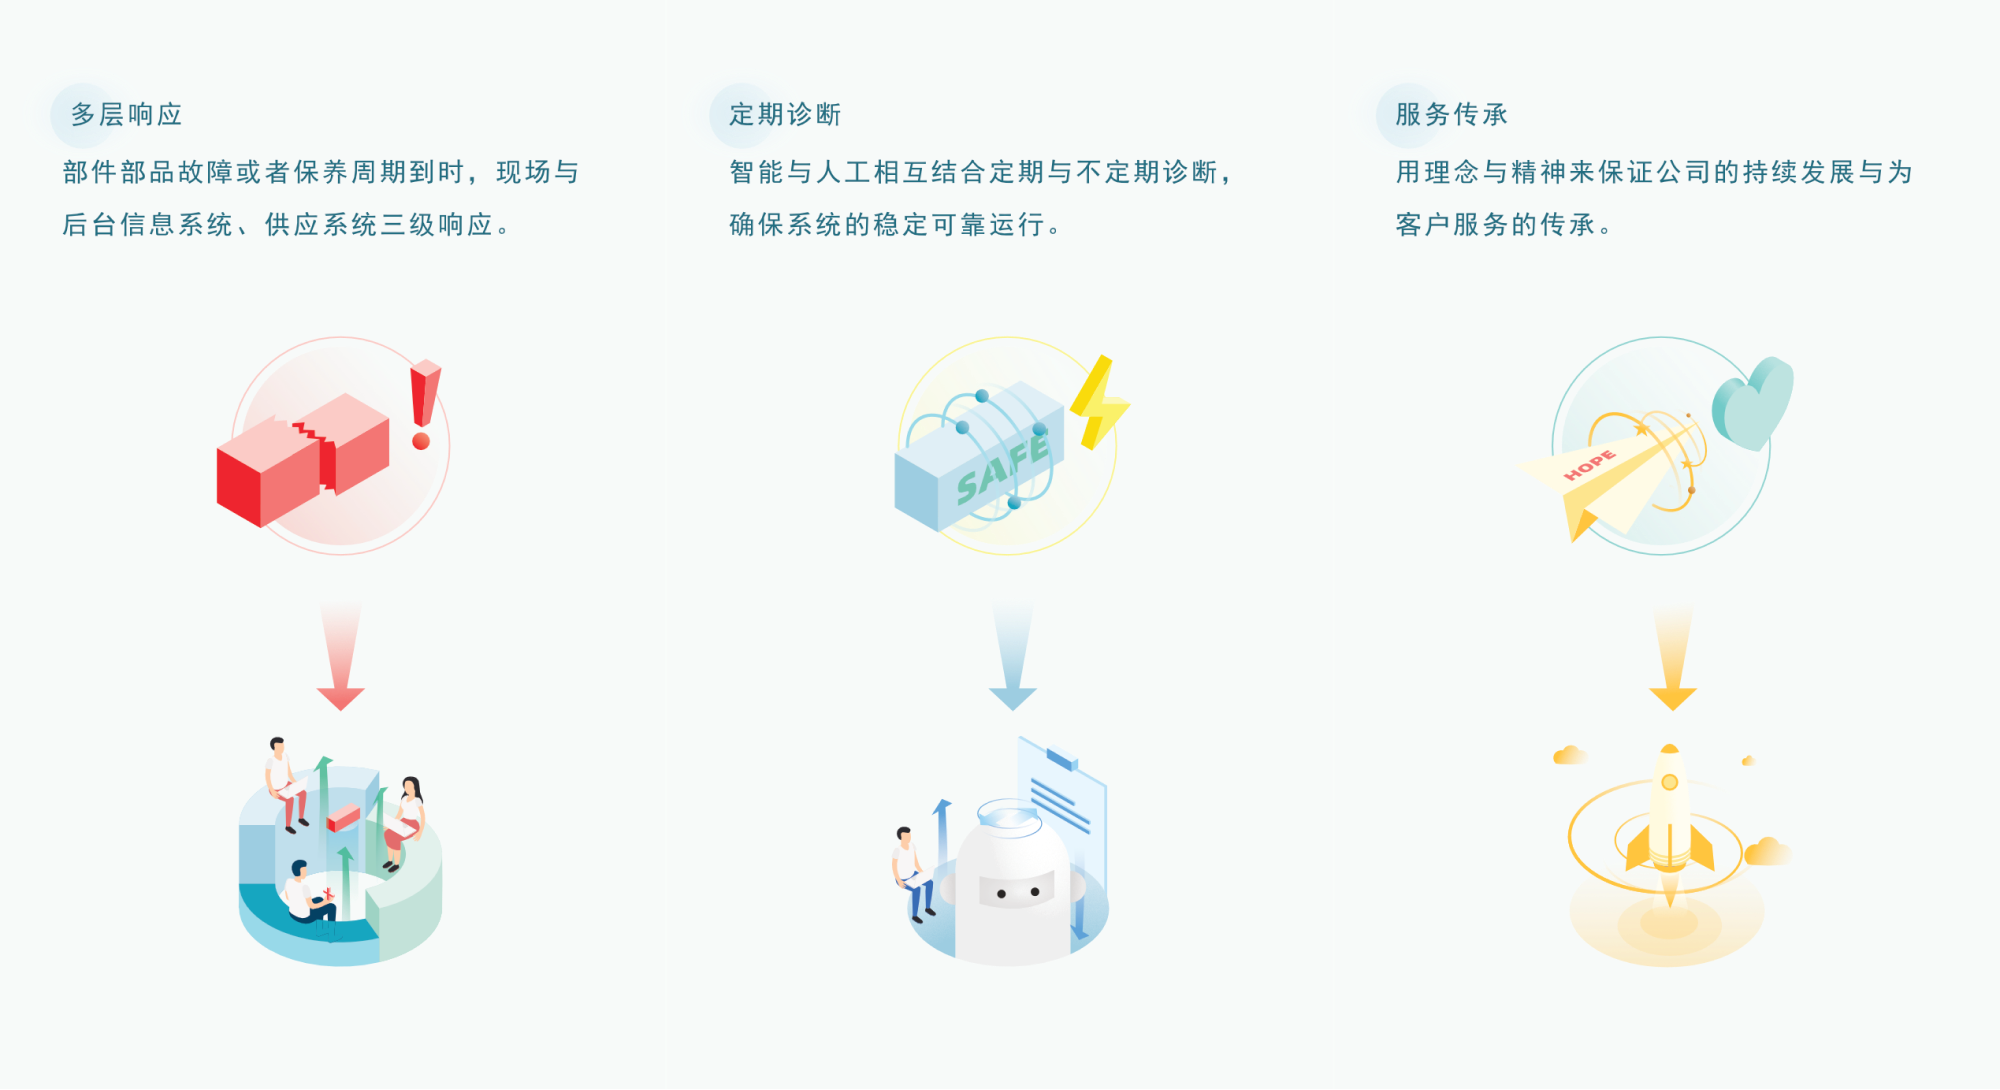 多层响应
部件部品故障或者保养周期到时，现场与
后台信息系统、供应系统三级响应。
定期诊断
智能与人工相互结合定期与不定期诊断，
确保系统的稳定可靠运行。
服务传承
用理念与精神来保证公司的持续发展与为
客户服务的传承。
SAFE
HOPE